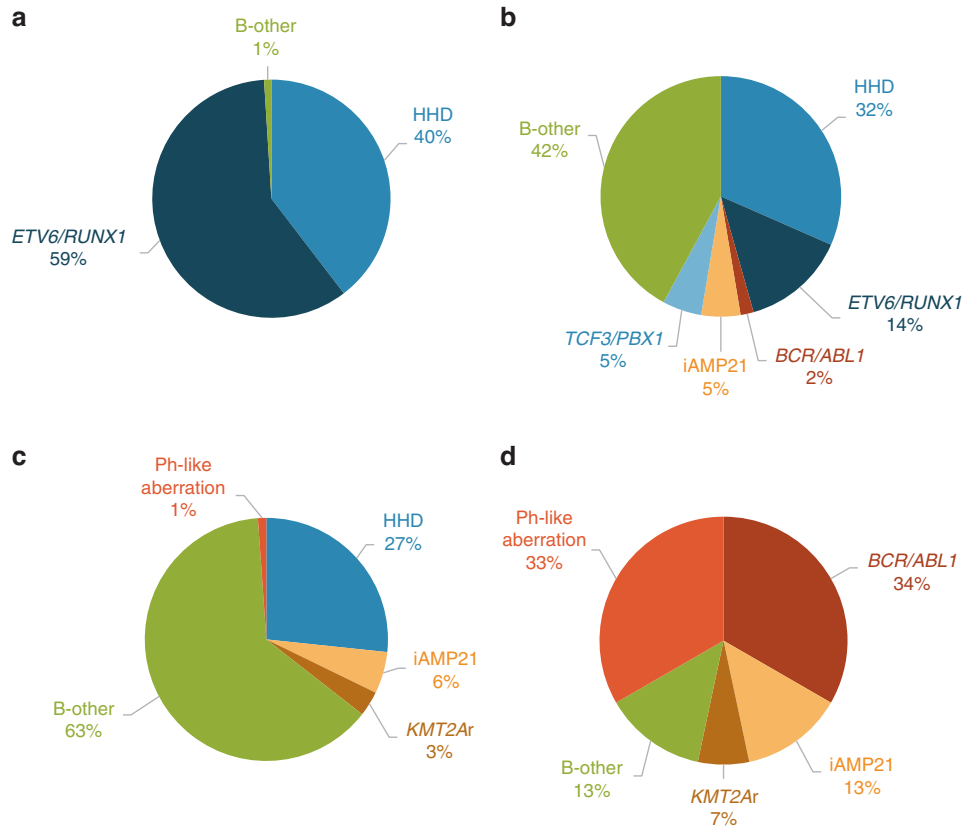 a
B-other
1%
HHD
40%
ETV6/RUNX1
59%
b
HHD
32%
B-other
42%
ETV6/RUNX1
14%
TCF3/PBX1
5%
iAMP21
5%
BCR/ABL1
2%
c
Ph-like
aberration
1%
HHD
27%
iAMP21
6%
B-other
63%
KMT2Ar
3%
d
Ph-like
aberration
33%
BCR/ABL1
34%
B-other
13%
iAMP21
13%
KMT2Ar
7%